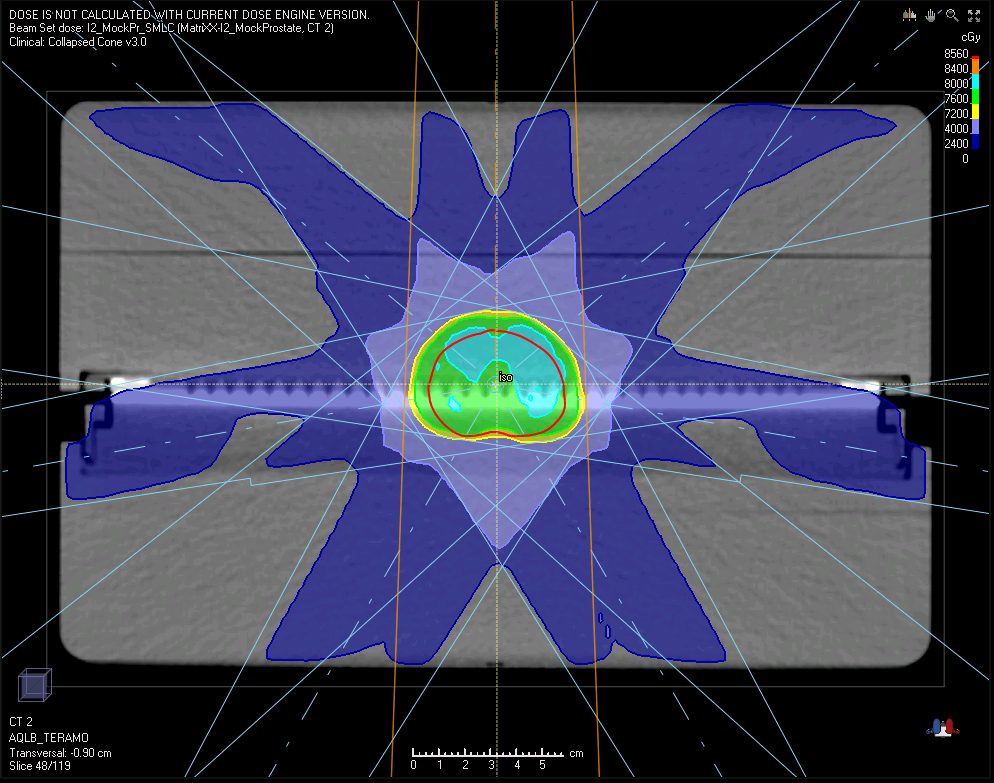 DOSE IS NOT CALCULATED WITH CURRENT DOSE ENGINE VERSION.
Beam Set dose: I2_MockPr_SMLC (MatriXX-I2_MockProstate, CT 2)
Clinical: Collapsed Cone v3.0
cGy
8560
8400
8000
7600
7200
4000
2400
0
iso
CT 2
AQLB_TERAMO
Transversal: -0.90 cm
Slice 48/119
0 1 2 3 4 5 cm